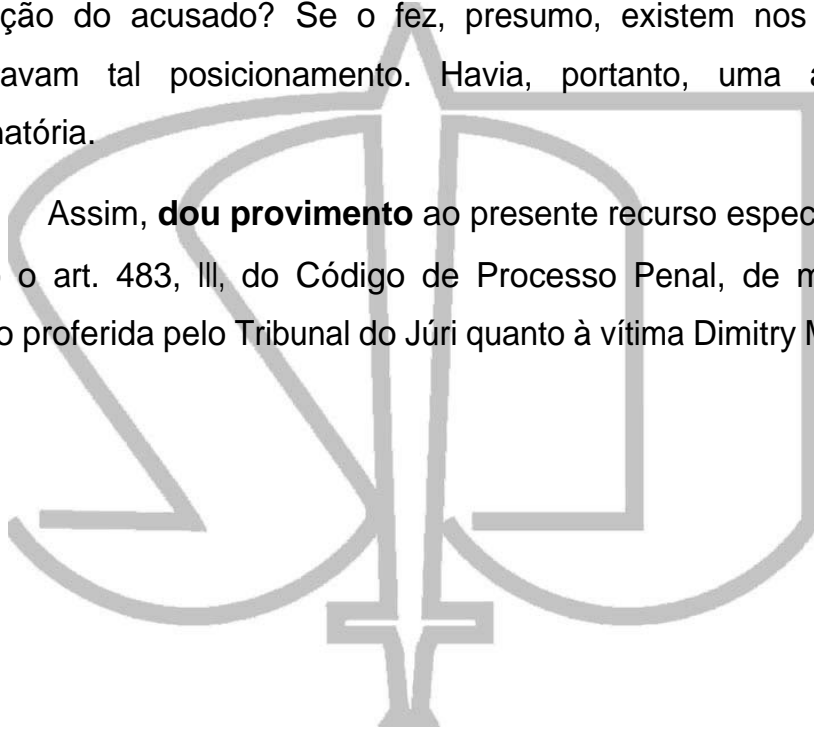 ção do acusado? Se o fez, presumo, existem nos
avam tal posicionamento. Havia, portanto, uma a
natória.
Assim, dou provimento ao presente recurso espec
o art. 483, III, do Código de Processo Penal, de m
o proferida pelo Tribunal do Júri quanto à vítima Dimitry M